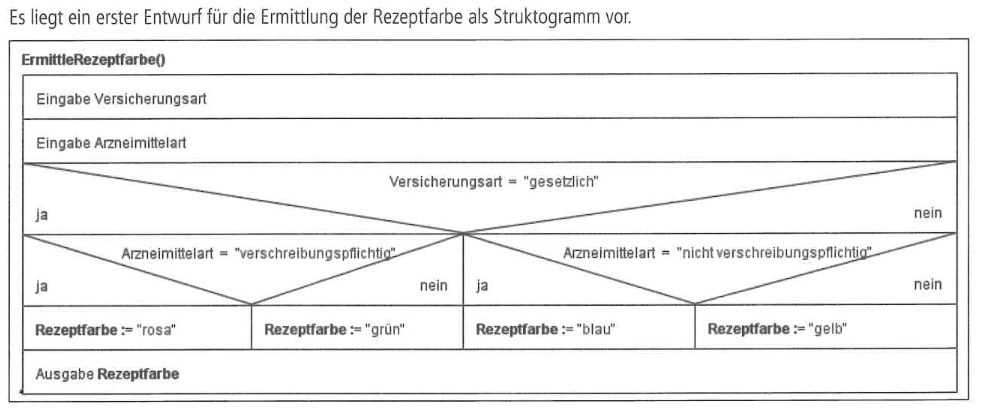 Es liegt ein erster Entwurf für die Ermittlung der Rezeptfarbe als Struktogramm vor.
ErmittleRezeptfarbe()
Eingabe Versicherungsart
Eingabe Arzneimittelart
Versicherungsart = "gesetzlich"
ja nein
Arzneimittelart = "verschreibungspflichtig" Arzneimittelart = "nicht verschreibungspflichtig"
ja nein ja nein
Rezeptfarbe := "rosa" Rezeptfarbe := "grün" Rezeptfarbe := "blau" Rezeptfarbe := "gelb"
Ausgabe Rezeptfarbe